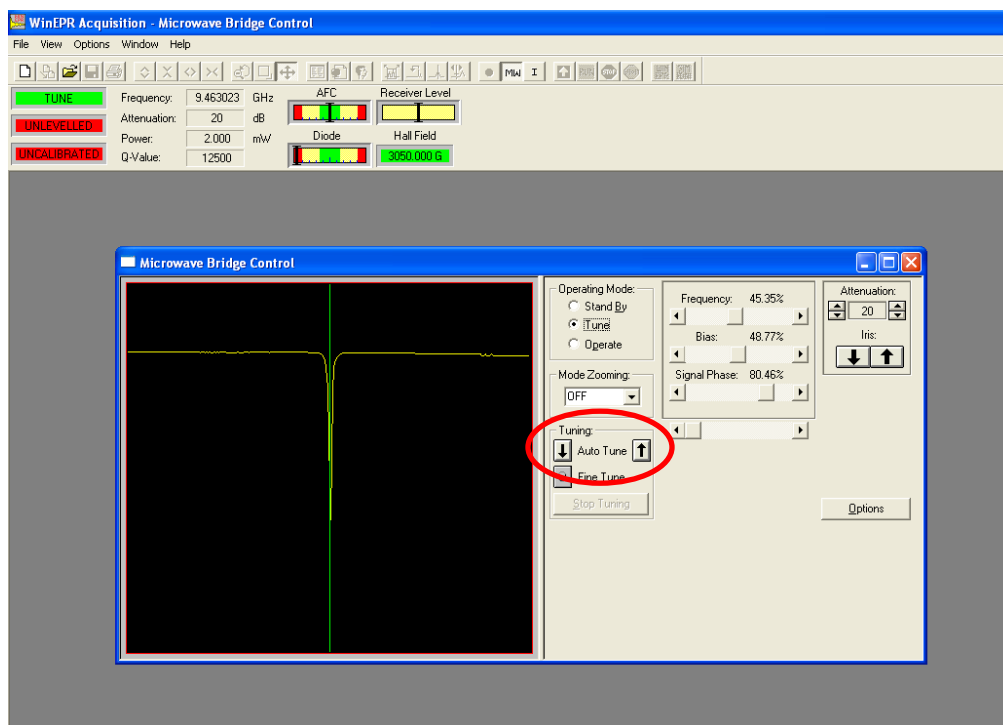 WinEPR Acquisition - Microwave Bridge Control
File View Options Window Help
MW I
TUNE Frequency: 9.463023 GHz AFC Receiver Level
UNLEVELLED Attenuation: 20 dB
Power: 2.000 mW Diode Hall Field
UNCALIBRATED Q-Value: 12500 3050.000 G
Microwave Bridge Control
Operating Mode:
Stand By
Tune
Operate
Mode Zooming:
OFF
Tuning:
Auto Tune
Fine Tune
Stop Tuning
Frequency: 45.35%
Bias: 48.77%
Signal Phase: 80.46%
Attenuation:
20
Iris:
Options